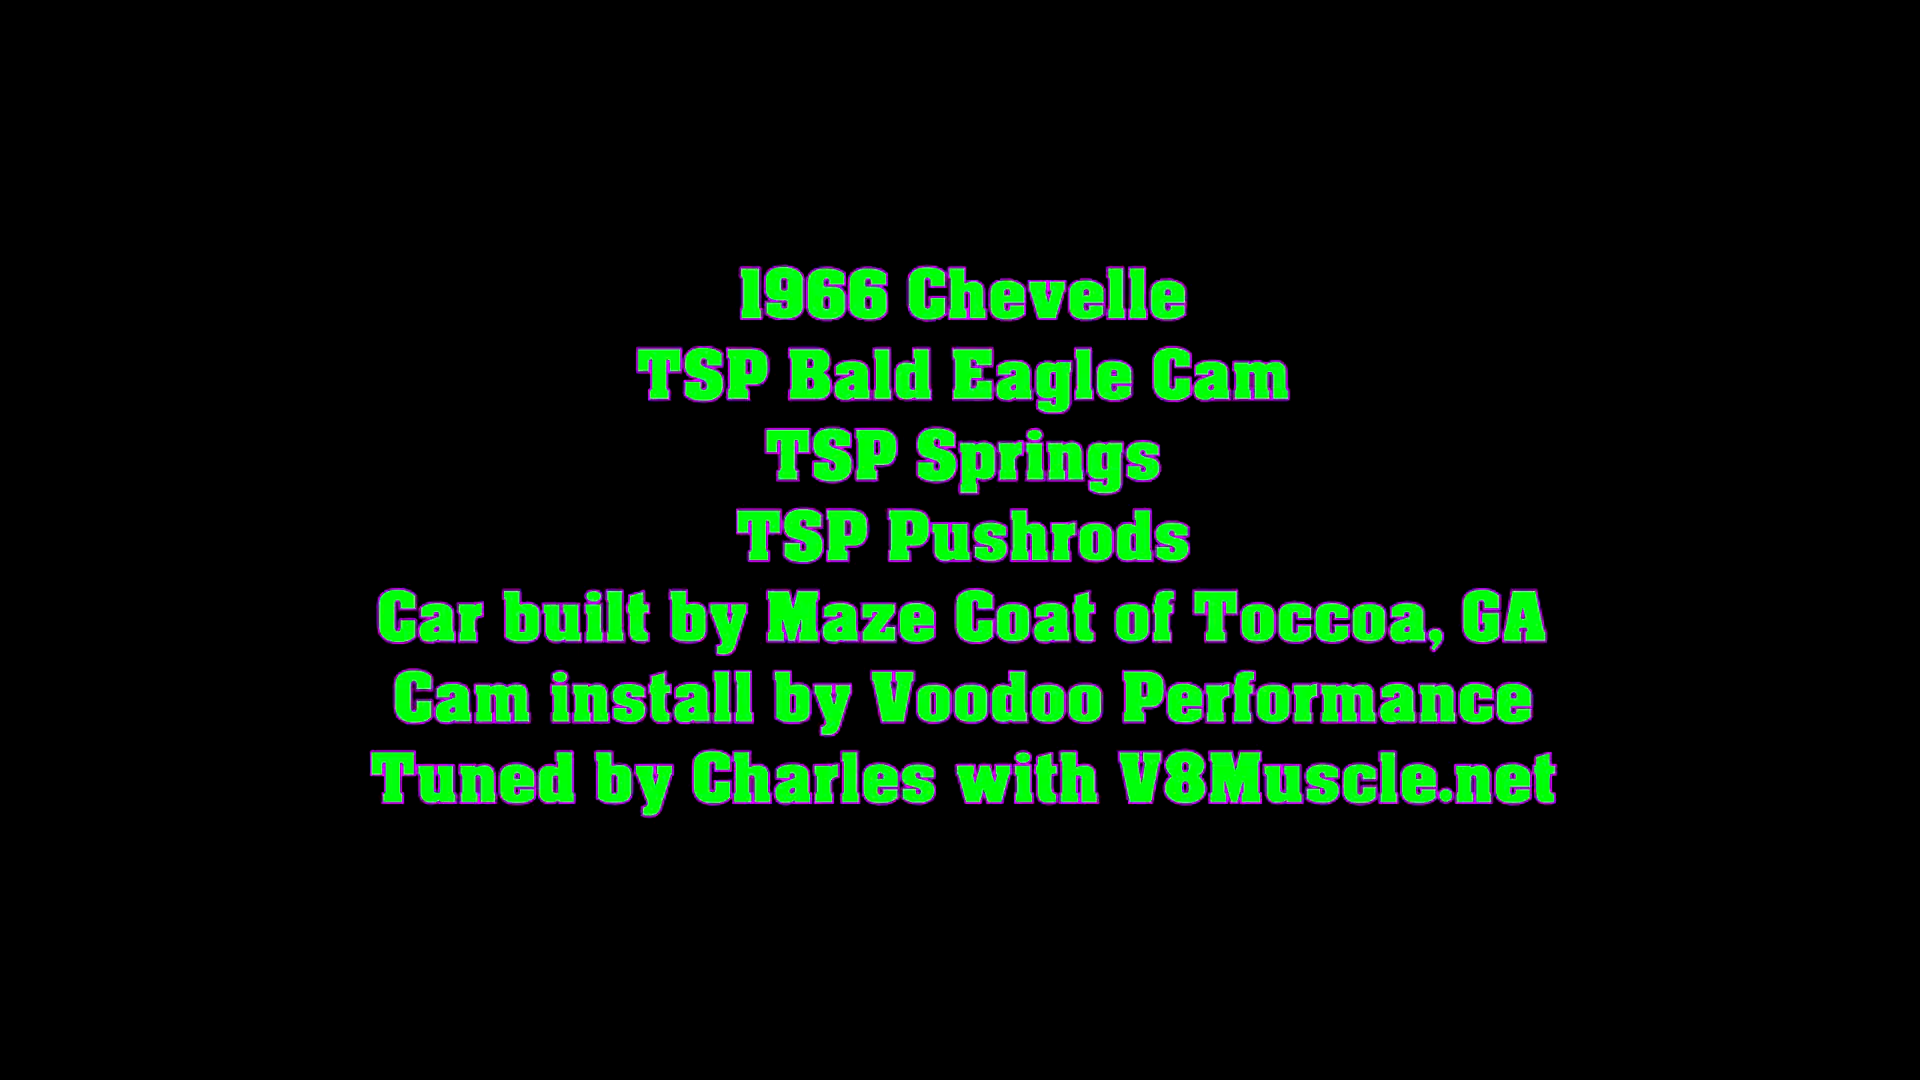 1966 Chevelle
TSP Bald Eagle Cam
TSP Springs
TSP Pushrods
Car built by Maze Coat of Toccoa, GA
Cam install by Voodoo Performance
Tuned by Charles with V8Muscle.net